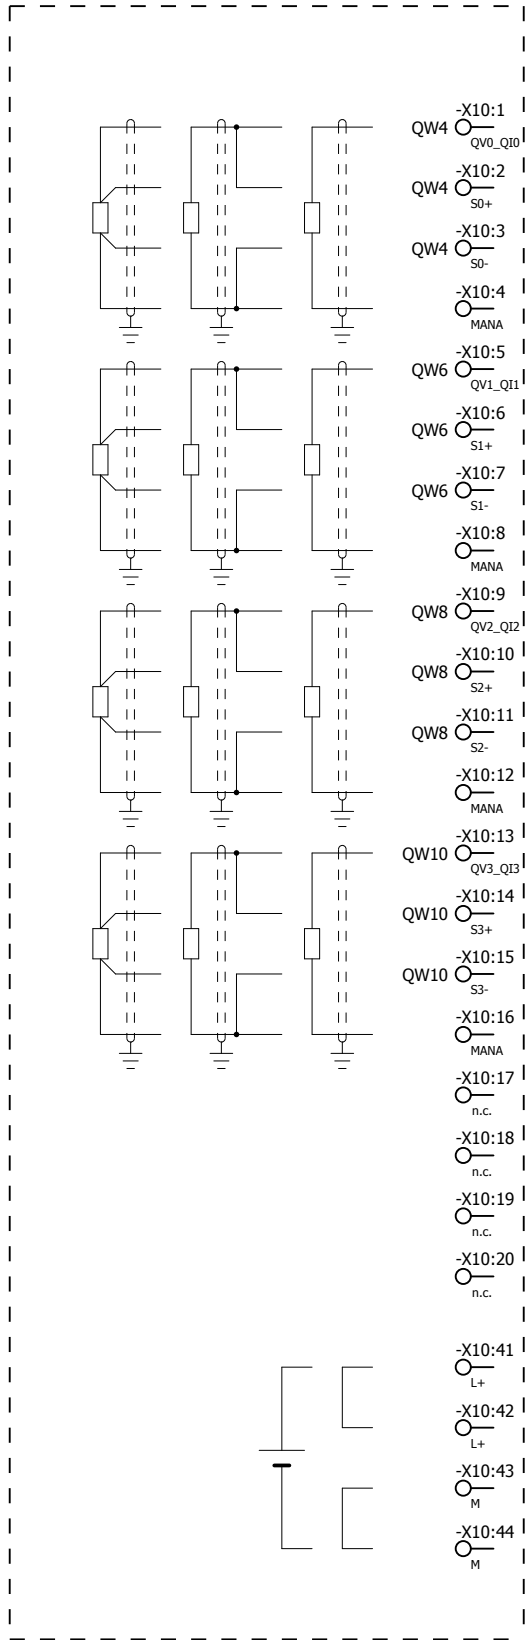 -X10:1
QW4
QV0_QI0
-X10:2
QW4
S0+
-X10:3
QW4
S0-
-X10:4
MANA
-X10:5
QW6
QV1_QI1
-X10:6
QW6
S1+
-X10:7
QW6
S1-
-X10:8
MANA
-X10:9
QW8
QV2_QI2
-X10:10
QW8
S2+
-X10:11
QW8
S2-
-X10:12
MANA
-X10:13
QW10
QV3_QI3
-X10:14
QW10
S3+
-X10:15
QW10
S3-
-X10:16
MANA
-X10:17
n.c.
-X10:18
n.c.
-X10:19
n.c.
-X10:20
n.c.
-X10:41
L+
-X10:42
L+
-X10:43
M
-X10:44
M